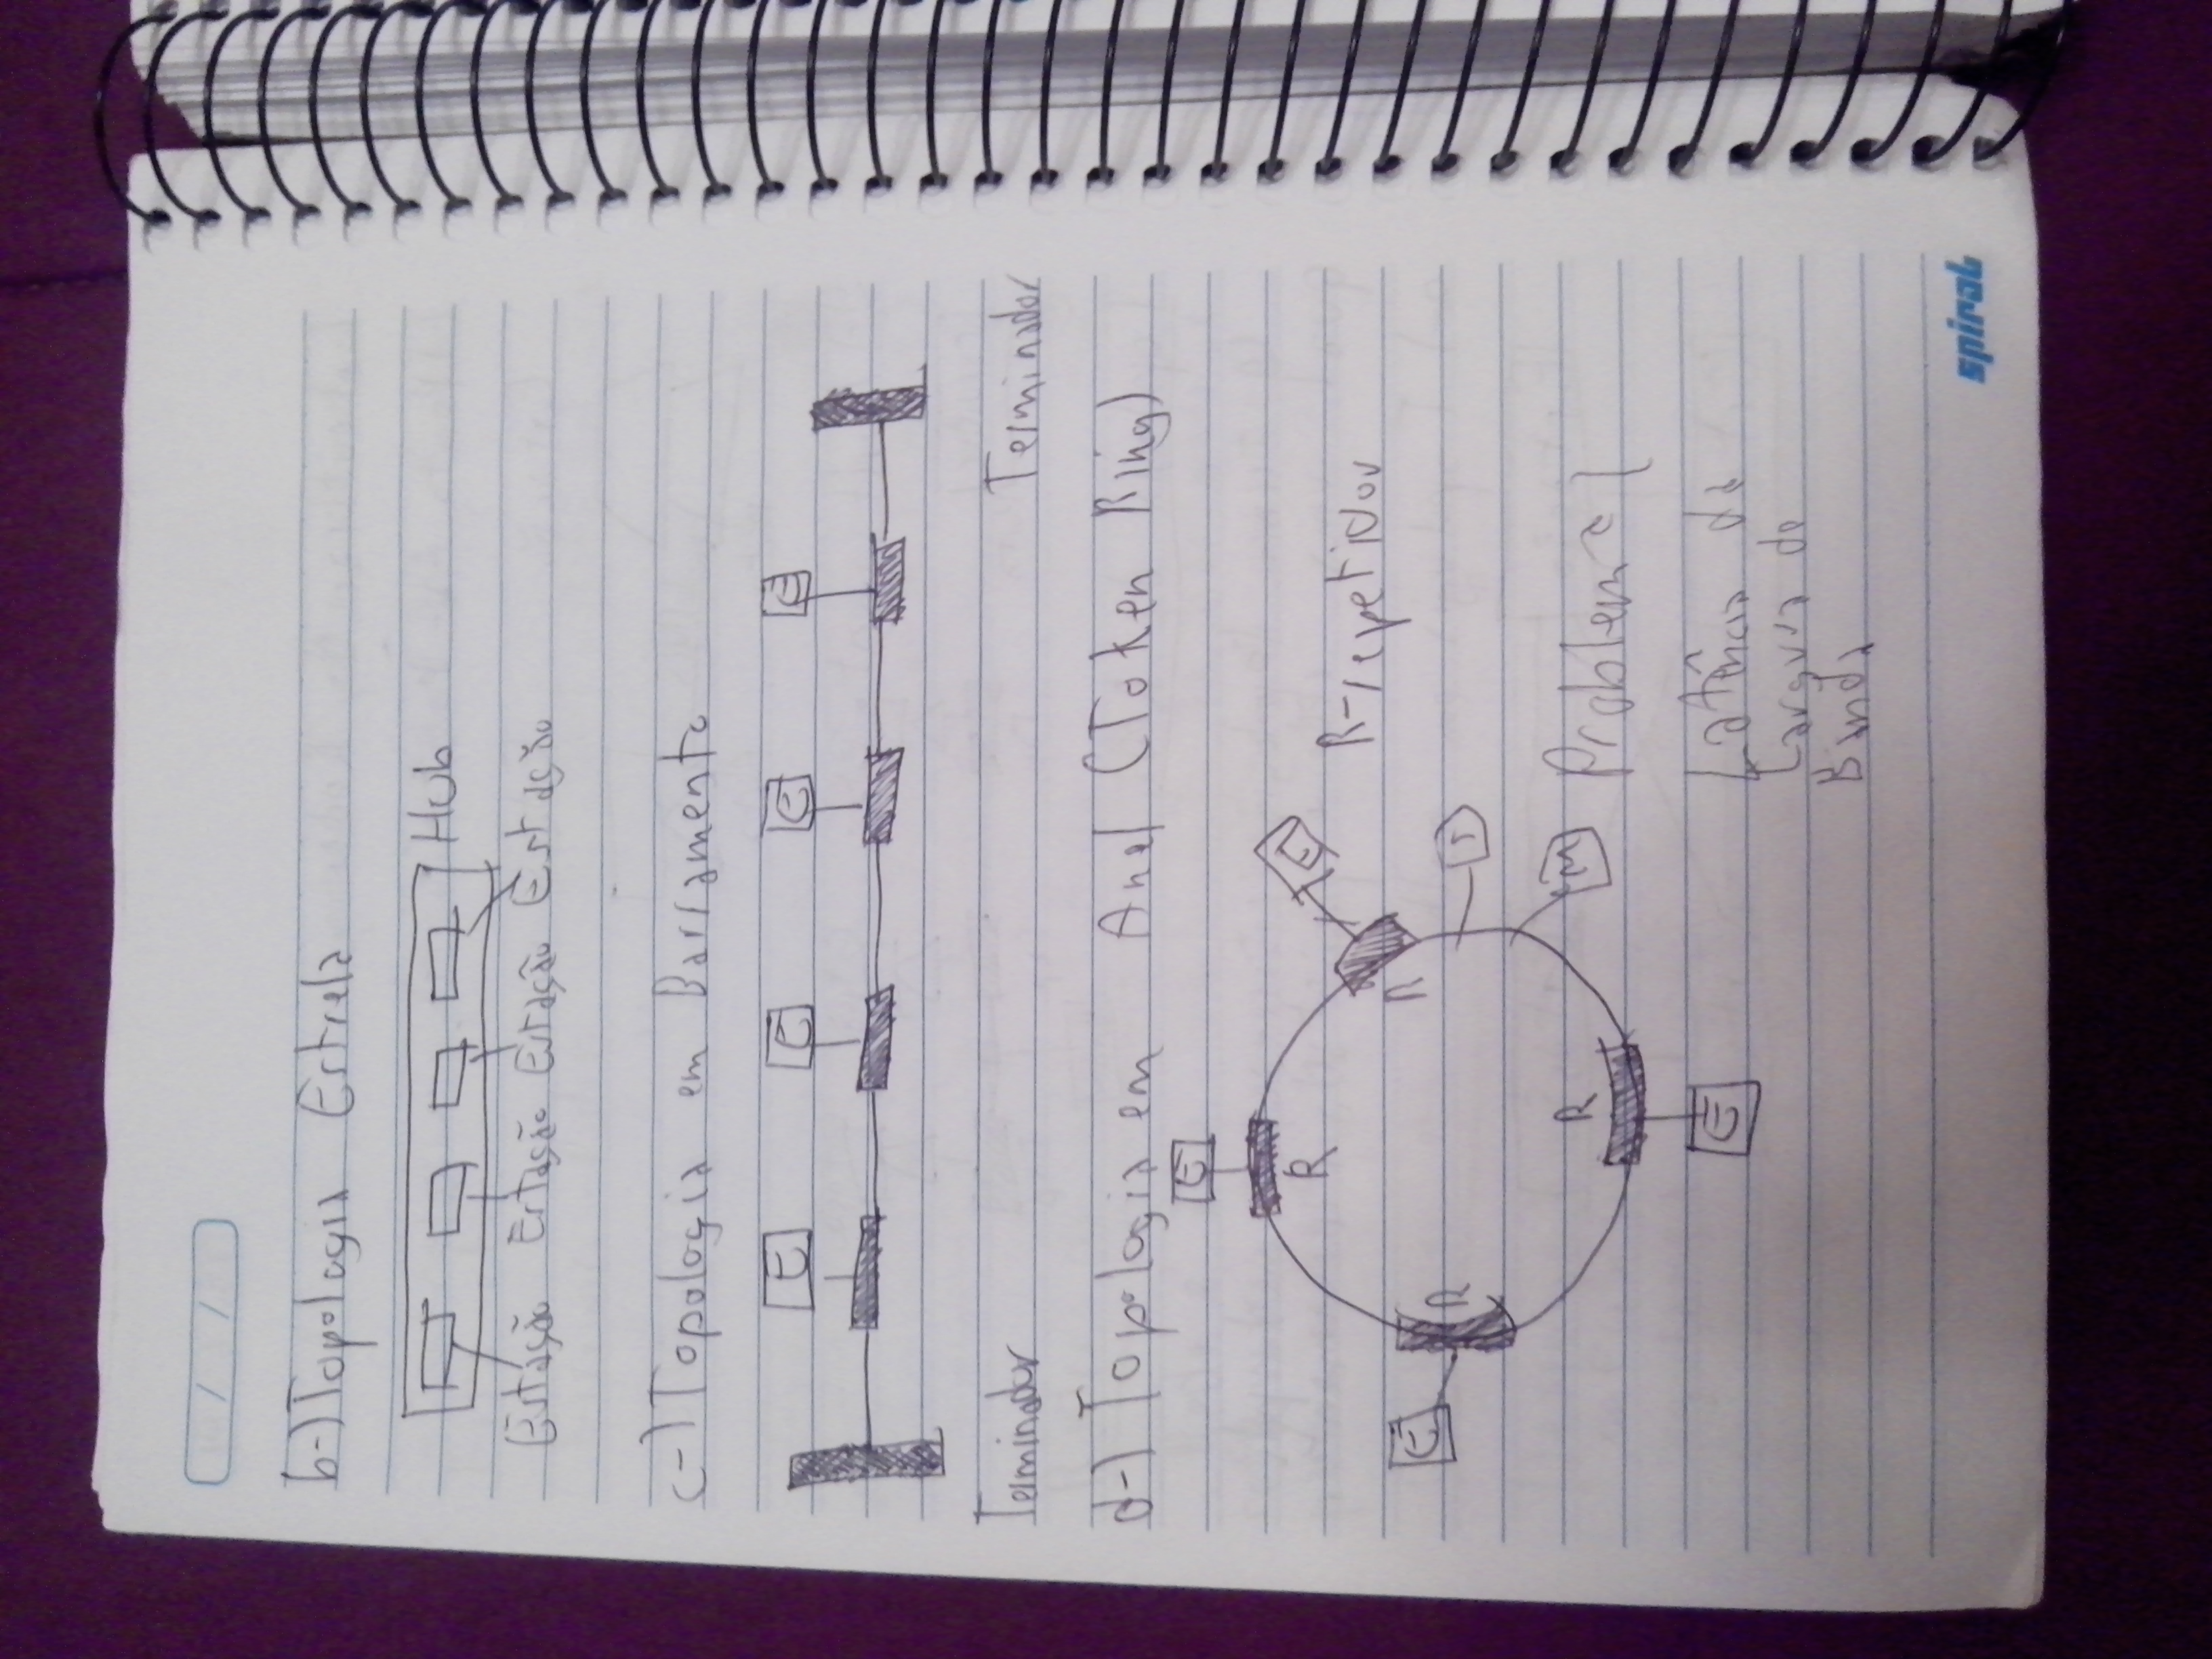 / /
b-) Topologia Estrela
Hub
Estação Estação Estação Estação
c-) Topologia em Barramento
E E E E
Terminador Terminador
d-) Topologia em Anel (Token Ring)
E
R
E
R-repetidor
R
E
R
R
M
Problema
E
Latência da
Largura de
Banda
spiral